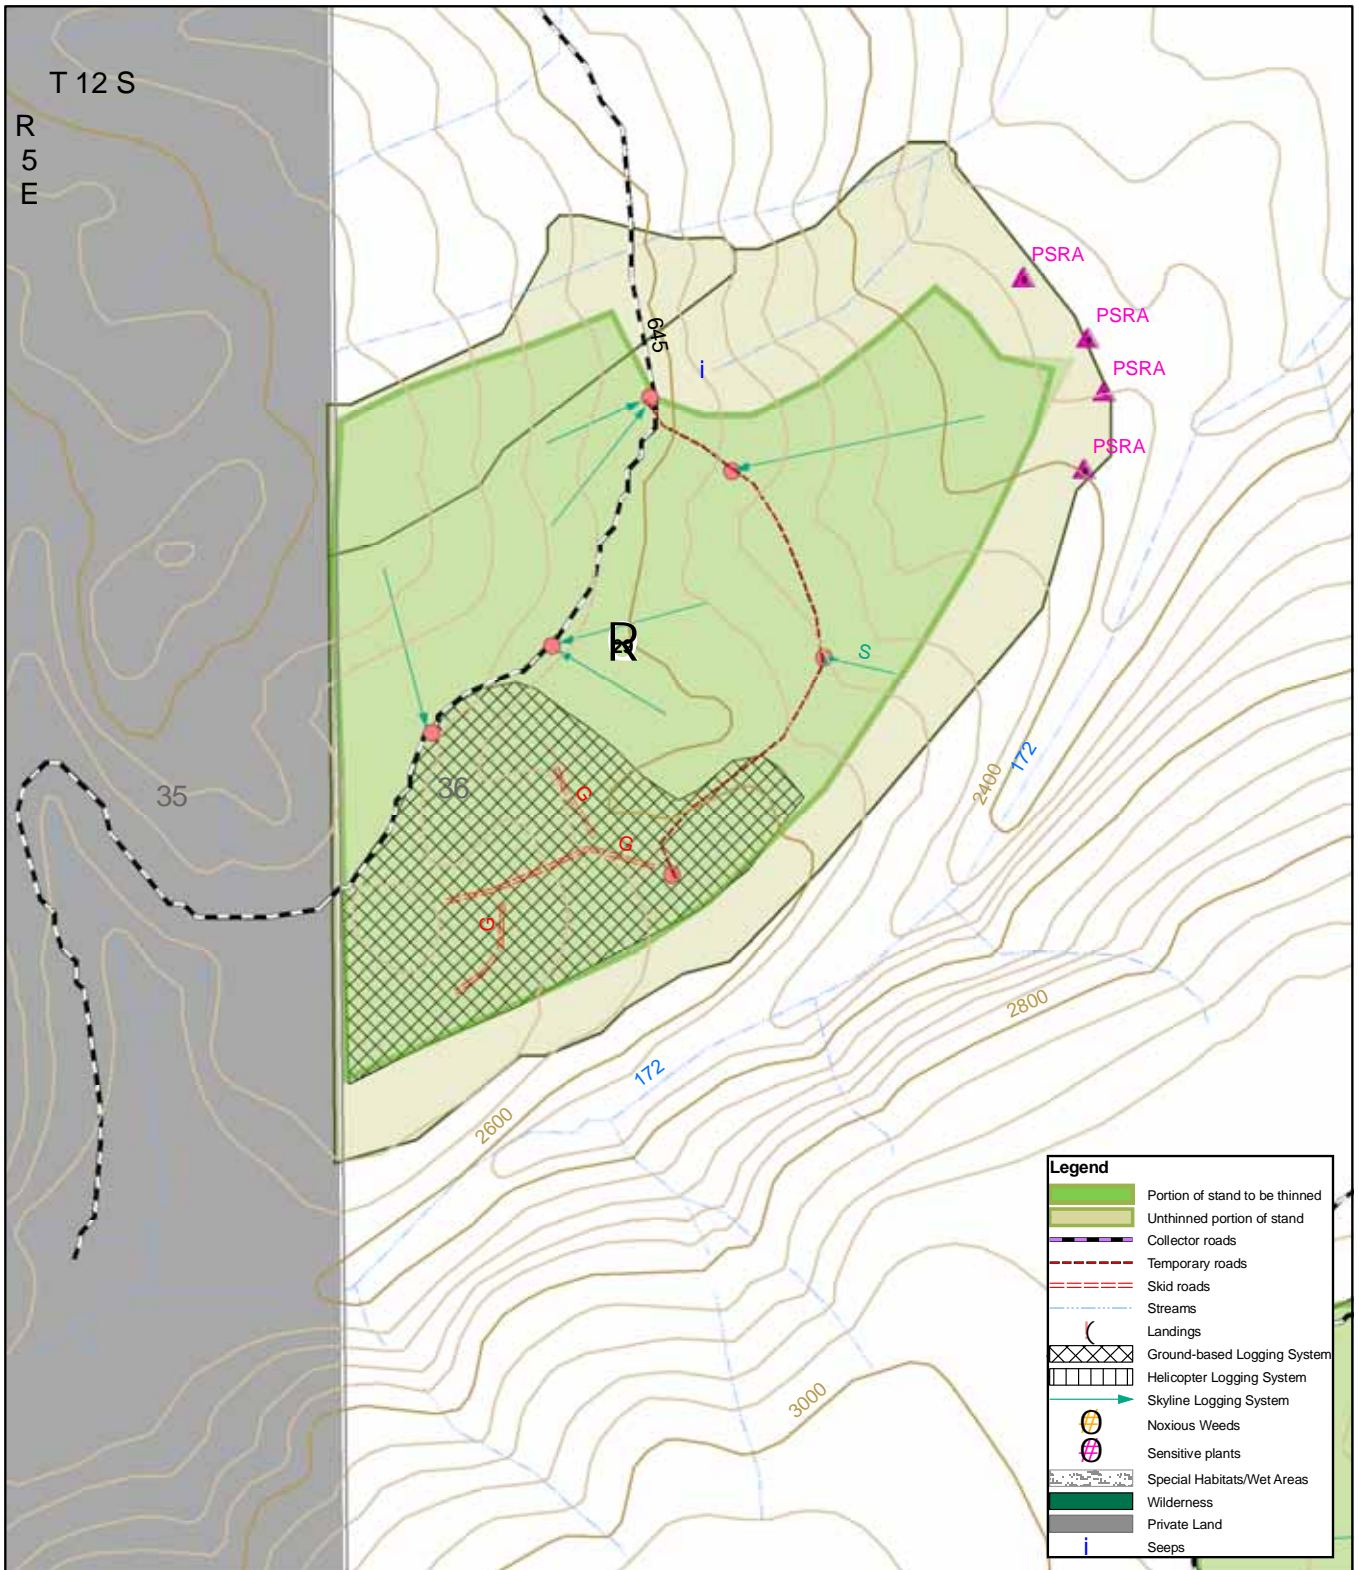 T 12 S
R
5
E
PSRA
PSRA
PSRA
PSRA
645
i
R
29
S
35
36
G
G
G
2400
172
2800
172
2600
3000
Legend
Portion of stand to be thinned
Unthinned portion of stand
Collector roads
Temporary roads
Skid roads
Streams
Landings
Ground-based Logging System
Helicopter Logging System
Skyline Logging System
# Noxious Weeds
# Sensitive plants
Special Habitats/Wet Areas
Wilderness
Private Land
i Seeps